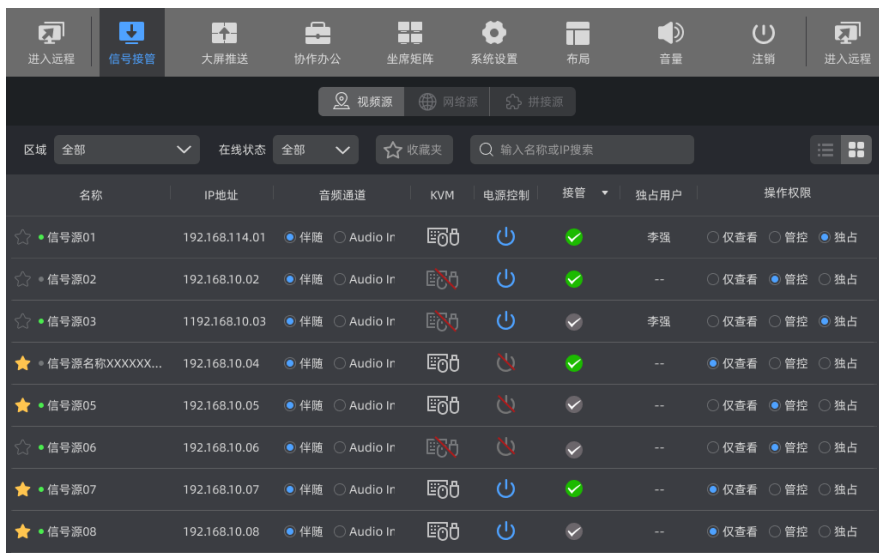 进入远程 信号接管 大屏推送 协作办公 坐席矩阵 系统设置 布局 音量 注销 进入远程
视频源 网络源 拼接源
区域 全部 在线状态 全部 收藏夹 输入名称或IP搜索
名称 IP地址 音频通道 KVM 电源控制 接管 独占用户 操作权限
信号源01 192.168.114.01 伴随 Audio In 李强 仅查看 管控 独占
信号源02 192.168.10.02 伴随 Audio In -- 仅查看 管控 独占
信号源03 1192.168.10.03 伴随 Audio In 李强 仅查看 管控 独占
信号源名称XXXXXX... 192.168.10.04 伴随 Audio In -- 仅查看 管控 独占
信号源05 192.168.10.05 伴随 Audio In -- 仅查看 管控 独占
信号源06 192.168.10.06 伴随 Audio In -- 仅查看 管控 独占
信号源07 192.168.10.07 伴随 Audio In -- 仅查看 管控 独占
信号源08 192.168.10.08 伴随 Audio In -- 仅查看 管控 独占